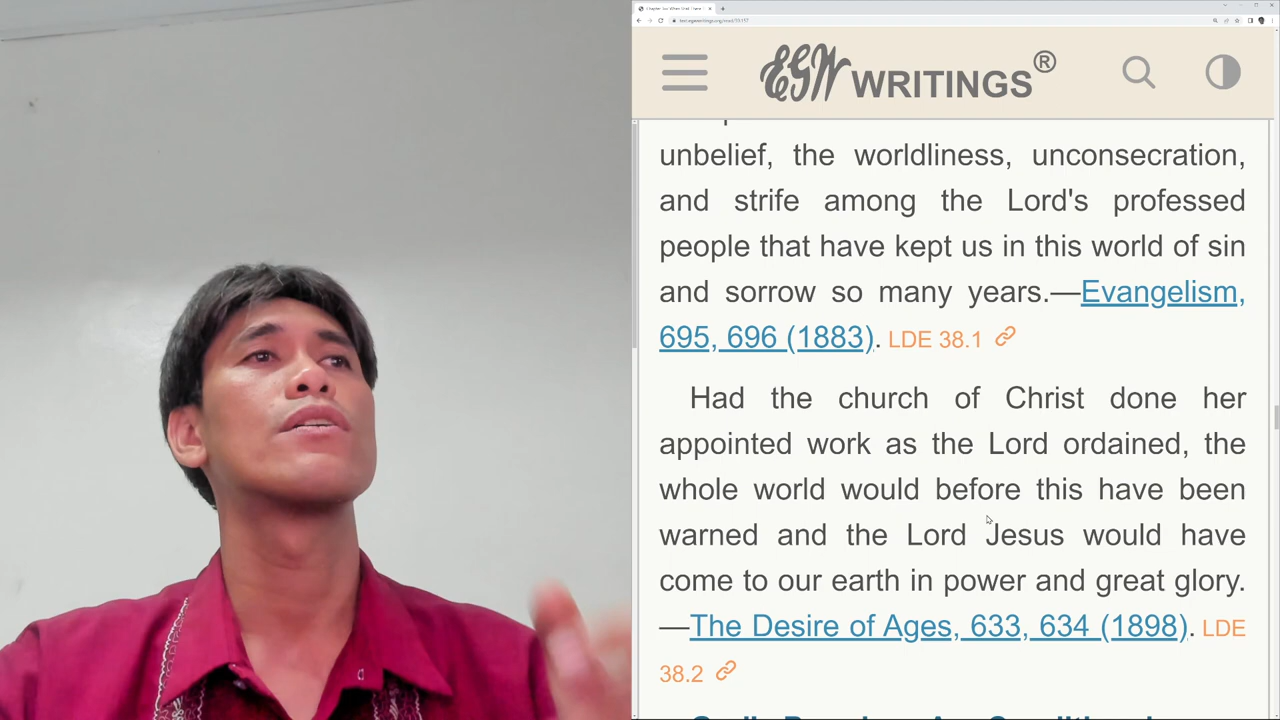 EGW WRITINGS®
unbelief, the worldliness, unconsecration,
and strife among the Lord's professed
people that have kept us in this world of sin
and sorrow so many years.—Evangelism,
695, 696 (1883). LDE 38.1
Had the church of Christ done her
appointed work as the Lord ordained, the
whole world would before this have been
warned and the Lord Jesus would have
come to our earth in power and great glory.
—The Desire of Ages, 633, 634 (1898). LDE
38.2